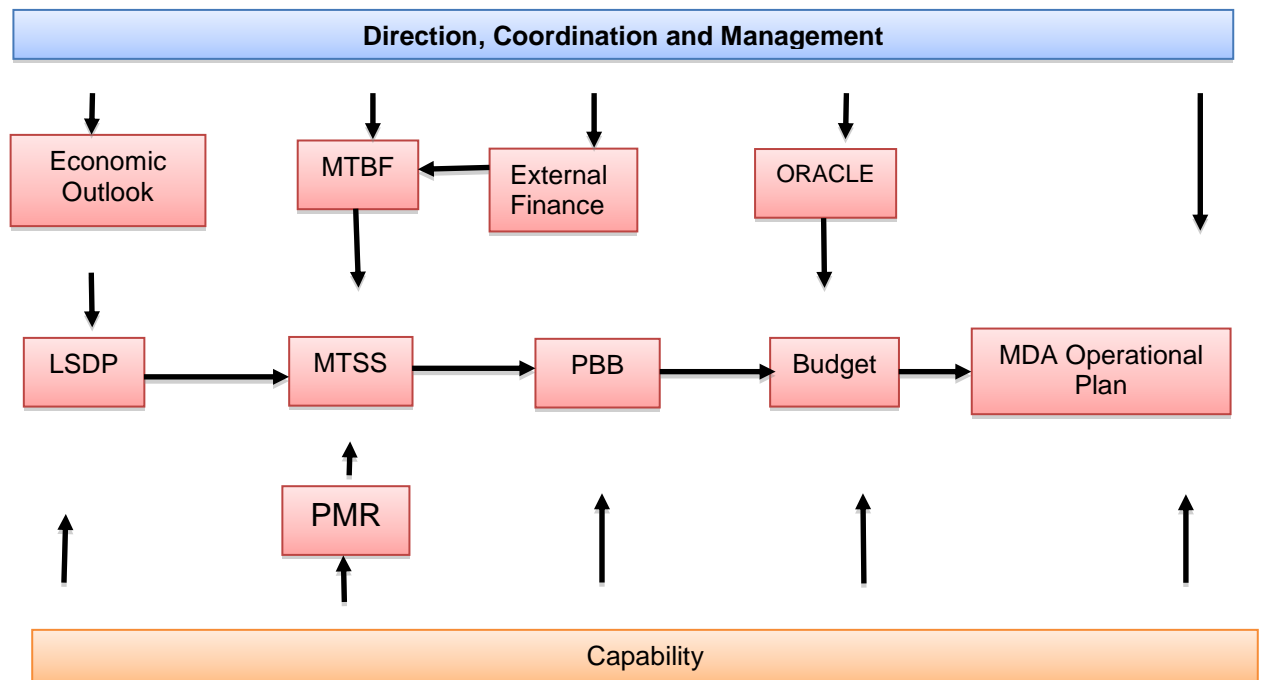 Direction, Coordination and Management
Economic
Outlook
MTBF
External
Finance
ORACLE
LSDP
MTSS
PBB
Budget
MDA Operational
Plan
PMR
Capability